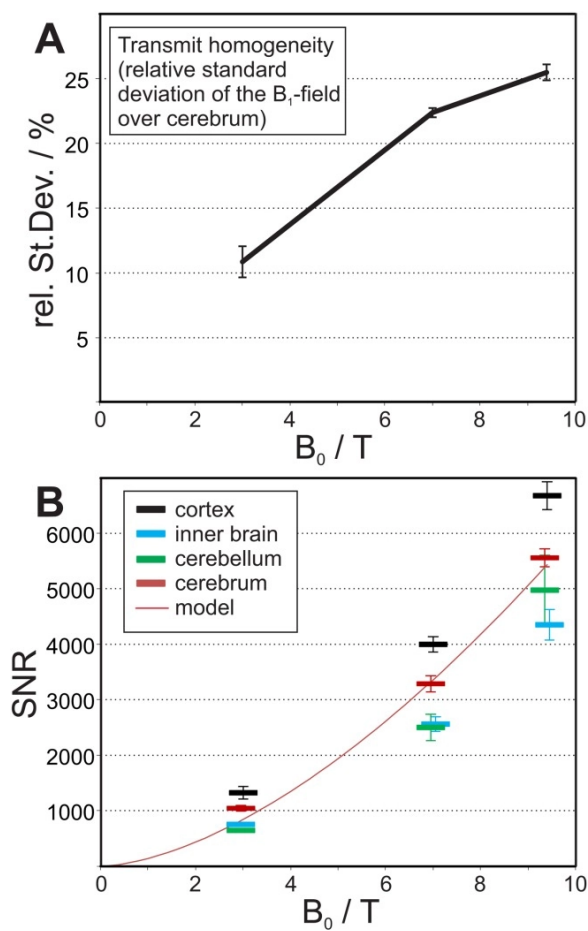 A
Transmit homogeneity
(relative standard
deviation of the B₁-field
over cerebrum)
rel. St.Dev. / %
25
20
15
10
5
0 2 4 6 8 10
B₀ / T
B
cortex
inner brain
cerebellum
cerebrum
model
SNR
6000
5000
4000
3000
2000
1000
0 2 4 6 8 10
B₀ / T